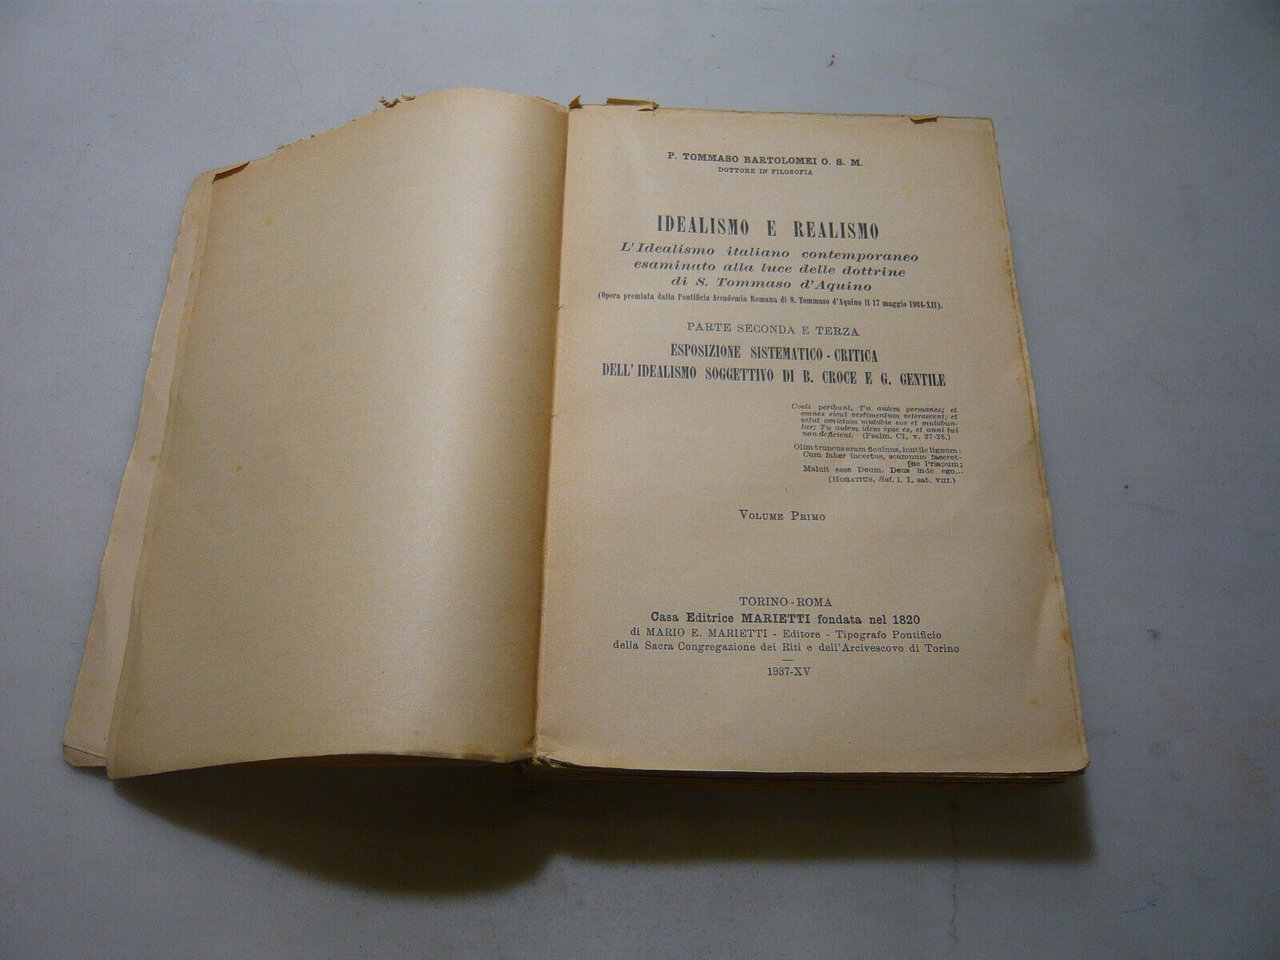 P. TOMMASO BARTOLOMEI O. S. M.
DOTTORE IN FILOSOFIA
IDEALISMO E REALISMO
L'Idealismo italiano contemporaneo
esaminato alla luce delle dottrine
di S. Tommaso d'Aquino
(Opera premiata dalla Pontificia Accademia Romana di S. Tommaso d'Aquino il 17 maggio 1934-XII).
PARTE SECONDA E TERZA
ESPOSIZIONE SISTEMATICO - CRITICA
DELL'IDEALISMO SOGGETTIVO DI B. CROCE E G. GENTILE
Coeli peribunt, Tu autem permanes; et
omnes sicut vestimentum veterascent; et
velut amictum mutabis eos et mutabun-
tur; Tu autem idem ipse es, et anni tui
non deficient. (Psalm. CI, v. 27-28.)
Olim truncus eram ficulnus, inutile lignum:
Cum faber incertus, scamnum faceret-
[ne Priapum;
Maluit esse Deum. Deus inde ego...
(HORATIUS, Sat. l. I, sat. VIII.)
VOLUME PRIMO
TORINO - ROMA
Casa Editrice MARIETTI fondata nel 1820
di MARIO E. MARIETTI - Editore - Tipografo Pontificio
della Sacra Congregazione dei Riti e dell'Arcivescovo di Torino
1937-XV